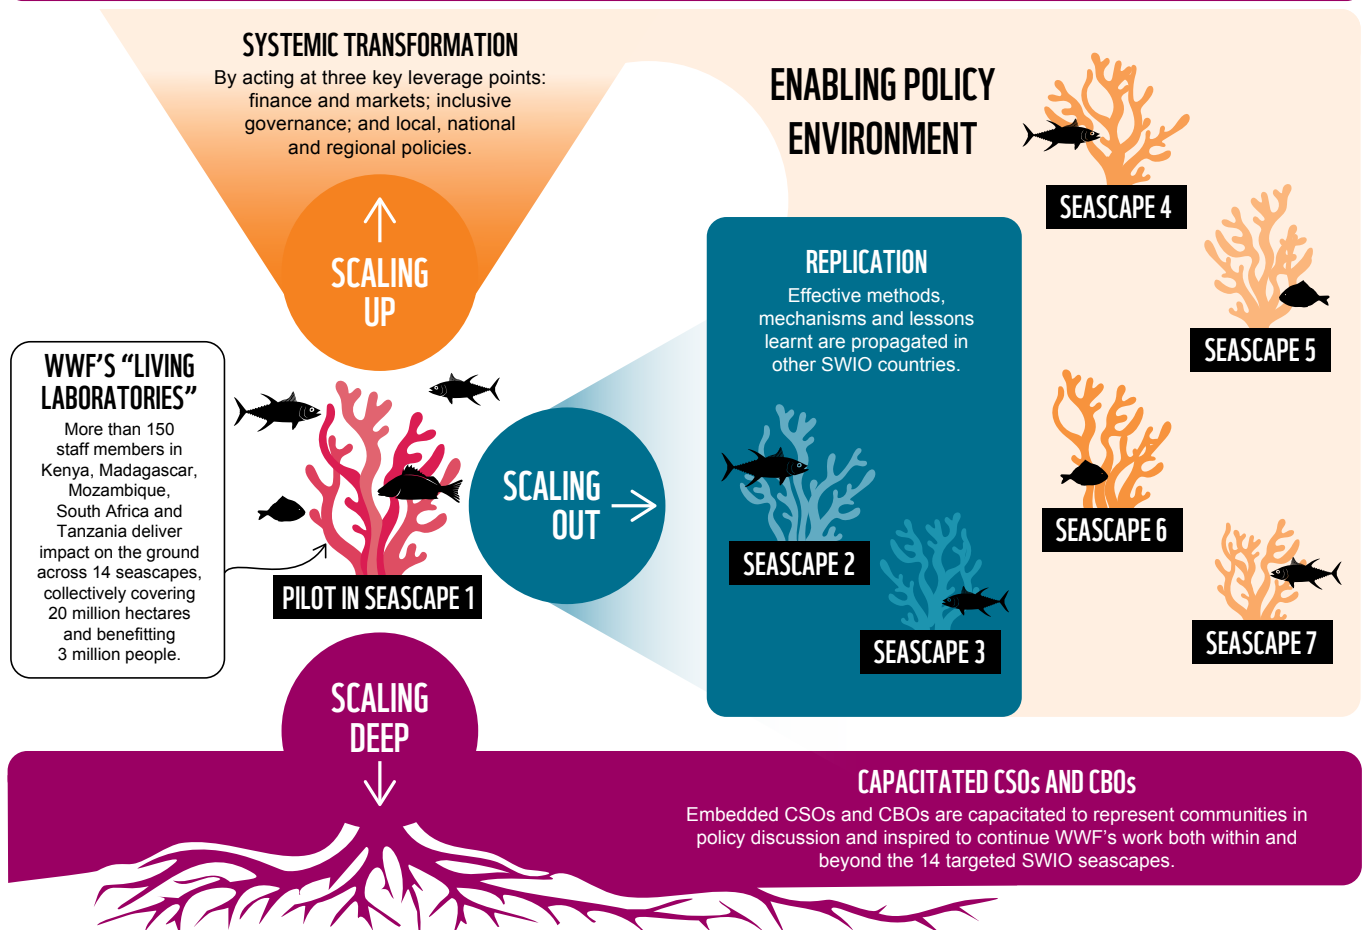 SYSTEMIC TRANSFORMATION
By acting at three key leverage points:
finance and markets; inclusive
governance; and local, national
and regional policies.
SCALING
UP
ENABLING POLICY
ENVIRONMENT
SEASCAPE 4
SEASCAPE 5
REPLICATION
Effective methods,
mechanisms and lessons
learnt are propagated in
other SWIO countries.
WWF'S “LIVING
LABORATORIES”
More than 150
staff members in
Kenya, Madagascar,
Mozambique,
South Africa and
Tanzania deliver
impact on the ground
across 14 seascapes,
collectively covering
20 million hectares
and benefitting
3 million people.
PILOT IN SEASCAPE 1
SCALING
OUT
SEASCAPE 2
SEASCAPE 3
SEASCAPE 6
SEASCAPE 7
SCALING
DEEP
CAPACITATED CSOs AND CBOs
Embedded CSOs and CBOs are capacitated to represent communities in
policy discussion and inspired to continue WWF's work both within and
beyond the 14 targeted SWIO seascapes.